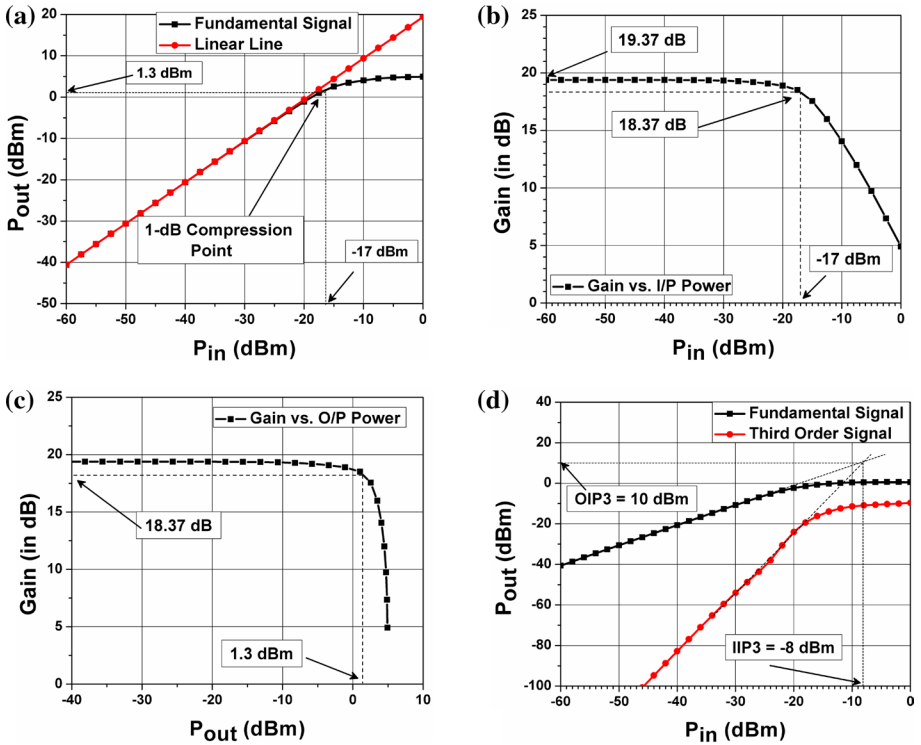 (a)
Fundamental Signal
Linear Line
1.3 dBm
1-dB Compression
Point
-17 dBm
20
10
0
-10
-20
-30
-40
-50
Pout (dBm)
-60 -50 -40 -30 -20 -10 0
Pin (dBm)
(b)
19.37 dB
18.37 dB
-17 dBm
Gain vs. I/P Power
25
20
15
10
5
0
Gain (in dB)
-60 -50 -40 -30 -20 -10 0
Pin (dBm)
(c)
Gain vs. O/P Power
18.37 dB
1.3 dBm
25
20
15
10
5
0
Gain (in dB)
-40 -30 -20 -10 0 10
Pout (dBm)
(d)
Fundamental Signal
Third Order Signal
OIP3 = 10 dBm
IIP3 = -8 dBm
40
20
0
-20
-40
-60
-80
-100
Pout (dBm)
-60 -50 -40 -30 -20 -10 0
Pin (dBm)